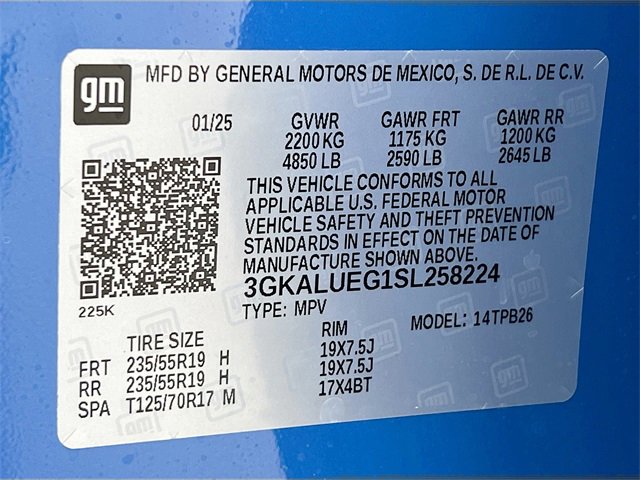 gm MFD BY GENERAL MOTORS DE MEXICO, S. DE R.L. DE C.V.
01/25 GVWR GAWR FRT GAWR RR
2200 KG 1175 KG 1200 KG
4850 LB 2590 LB 2645 LB
THIS VEHICLE CONFORMS TO ALL
APPLICABLE U.S. FEDERAL MOTOR
VEHICLE SAFETY AND THEFT PREVENTION
STANDARDS IN EFFECT ON THE DATE OF
MANUFACTURE SHOWN ABOVE.
3GKALUEG1SL258224
225K
TYPE: MPV MODEL: 14TPB26
TIRE SIZE RIM
FRT 235/55R19 H 19X7.5J
RR 235/55R19 H 19X7.5J
SPA T125/70R17 M 17X4BT